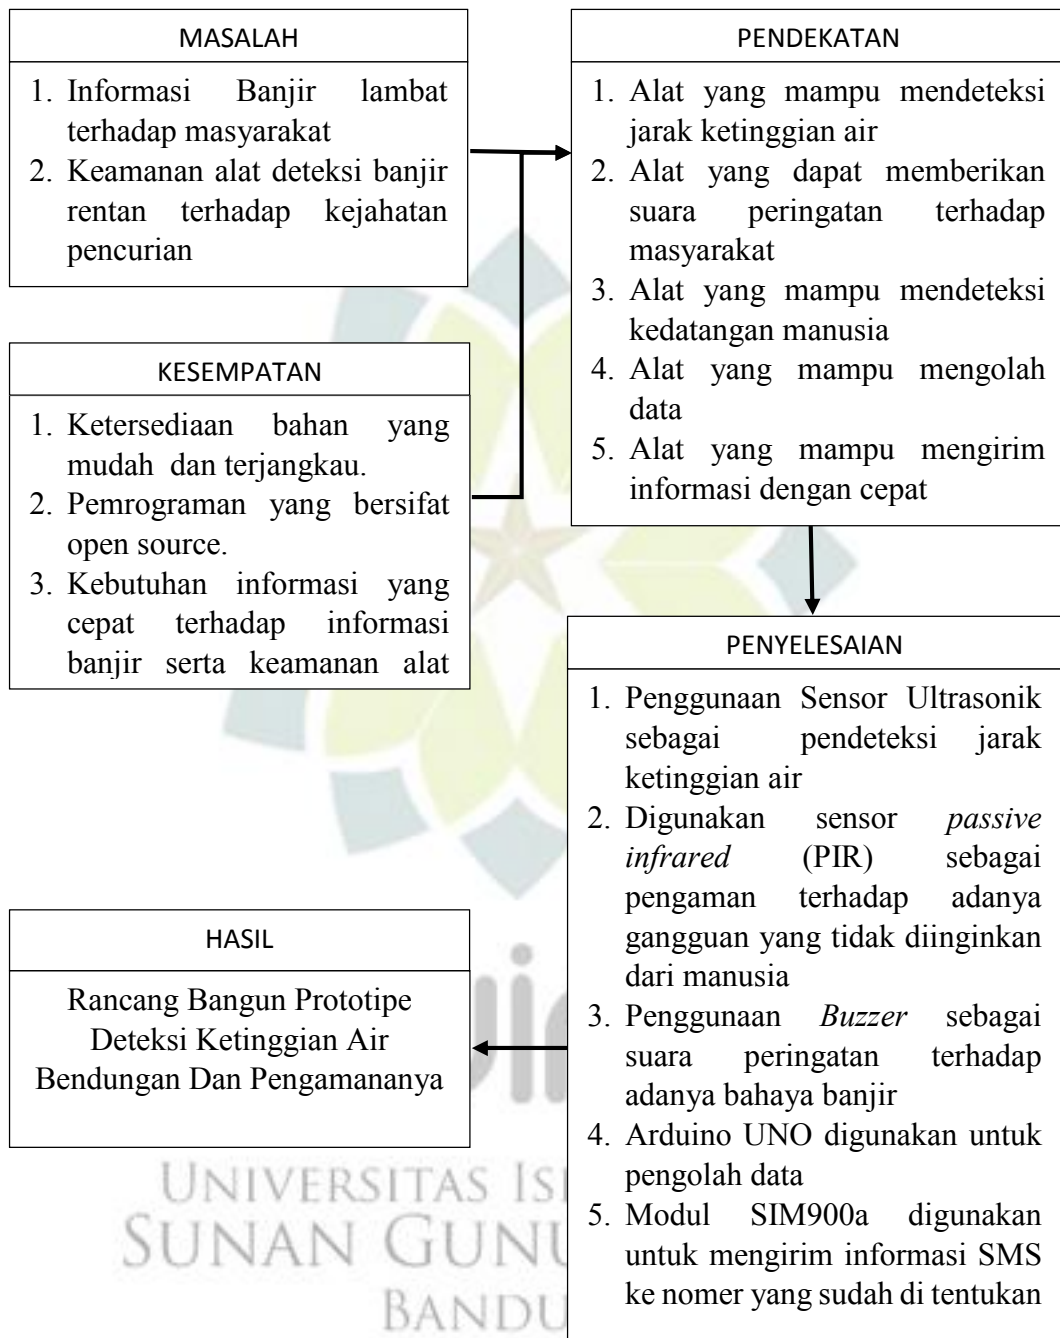 MASALAH
1. Informasi Banjir lambat
terhadap masyarakat
2. Keamanan alat deteksi banjir
rentan terhadap kejahatan
pencurian
KESEMPATAN
1. Ketersediaan bahan yang
mudah dan terjangkau.
2. Pemrograman yang bersifat
open source.
3. Kebutuhan informasi yang
cepat terhadap informasi
banjir serta keamanan alat
PENDEKATAN
1. Alat yang mampu mendeteksi
jarak ketinggian air
2. Alat yang dapat memberikan
suara peringatan terhadap
masyarakat
3. Alat yang mampu mendeteksi
kedatangan manusia
4. Alat yang mampu mengolah
data
5. Alat yang mampu mengirim
informasi dengan cepat
PENYELESAIAN
1. Penggunaan Sensor Ultrasonik
sebagai pendeteksi jarak
ketinggian air
2. Digunakan sensor passive
infrared (PIR) sebagai
pengaman terhadap adanya
gangguan yang tidak diinginkan
dari manusia
3. Penggunaan Buzzer sebagai
suara peringatan terhadap
adanya bahaya banjir
4. Arduino UNO digunakan untuk
pengolah data
5. Modul SIM900a digunakan
untuk mengirim informasi SMS
ke nomer yang sudah di tentukan
HASIL
Rancang Bangun Prototipe
Deteksi Ketinggian Air
Bendungan Dan Pengamananya
UNIVERSITAS
SUNAN